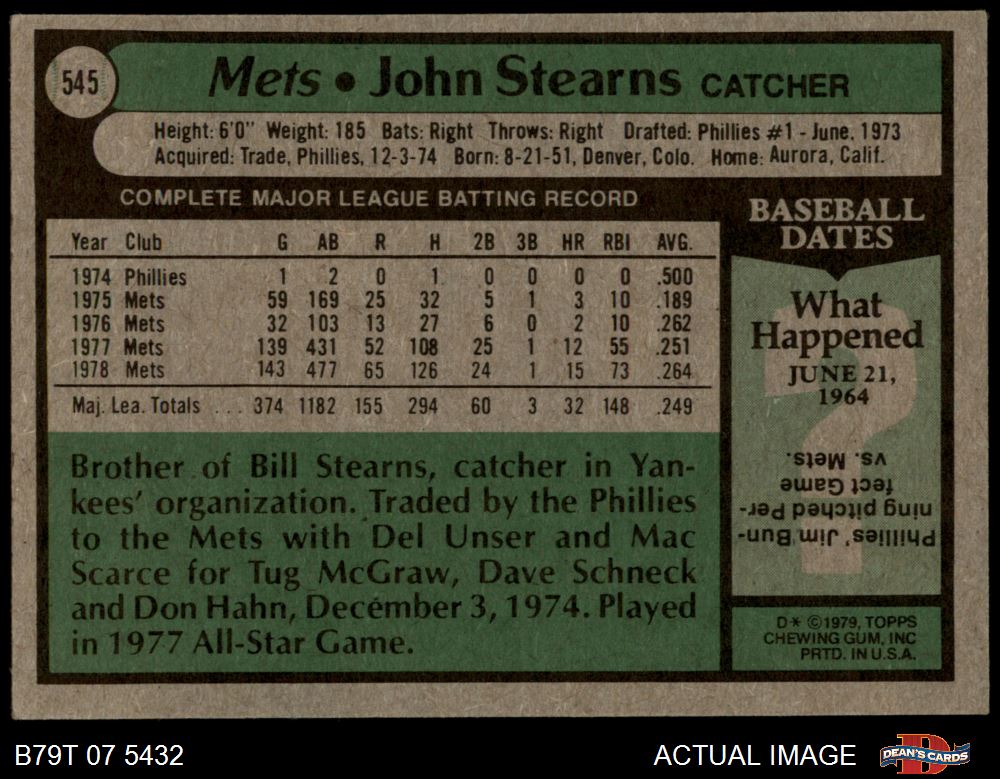 545
Mets • John Stearns CATCHER
Height: 6'0" Weight: 185 Bats: Right Throws: Right Drafted: Phillies #1 - June, 1973
Acquired: Trade, Phillies, 12-3-74 Born: 8-21-51, Denver, Colo. Home: Aurora, Calif.
COMPLETE MAJOR LEAGUE BATTING RECORD
Year Club G AB R H 2B 3B HR RBI AVG.
1974 Phillies 1 2 0 1 0 0 0 0 .500
1975 Mets 59 169 25 32 5 1 3 10 .189
1976 Mets 32 103 13 27 6 0 2 10 .262
1977 Mets 139 431 52 108 25 1 12 55 .251
1978 Mets 143 477 65 126 24 1 15 73 .264
Maj. Lea. Totals ... 374 1182 155 294 60 3 32 148 .249
Brother of Bill Stearns, catcher in Yan-
kees' organization. Traded by the Phillies
to the Mets with Del Unser and Mac
Scarce for Tug McGraw, Dave Schneck
and Don Hahn, December 3, 1974. Played
in 1977 All-Star Game.
BASEBALL
DATES
What
Happened
JUNE 21,
1964
?
Phillies' Jim Bun-
ning pitched Per-
fect Game
vs. Mets.
D* ©1979, TOPPS
CHEWING GUM, INC
PRTD. IN U.S.A.
B79T 07 5432
ACTUAL IMAGE
D
DEAN'S CARDS